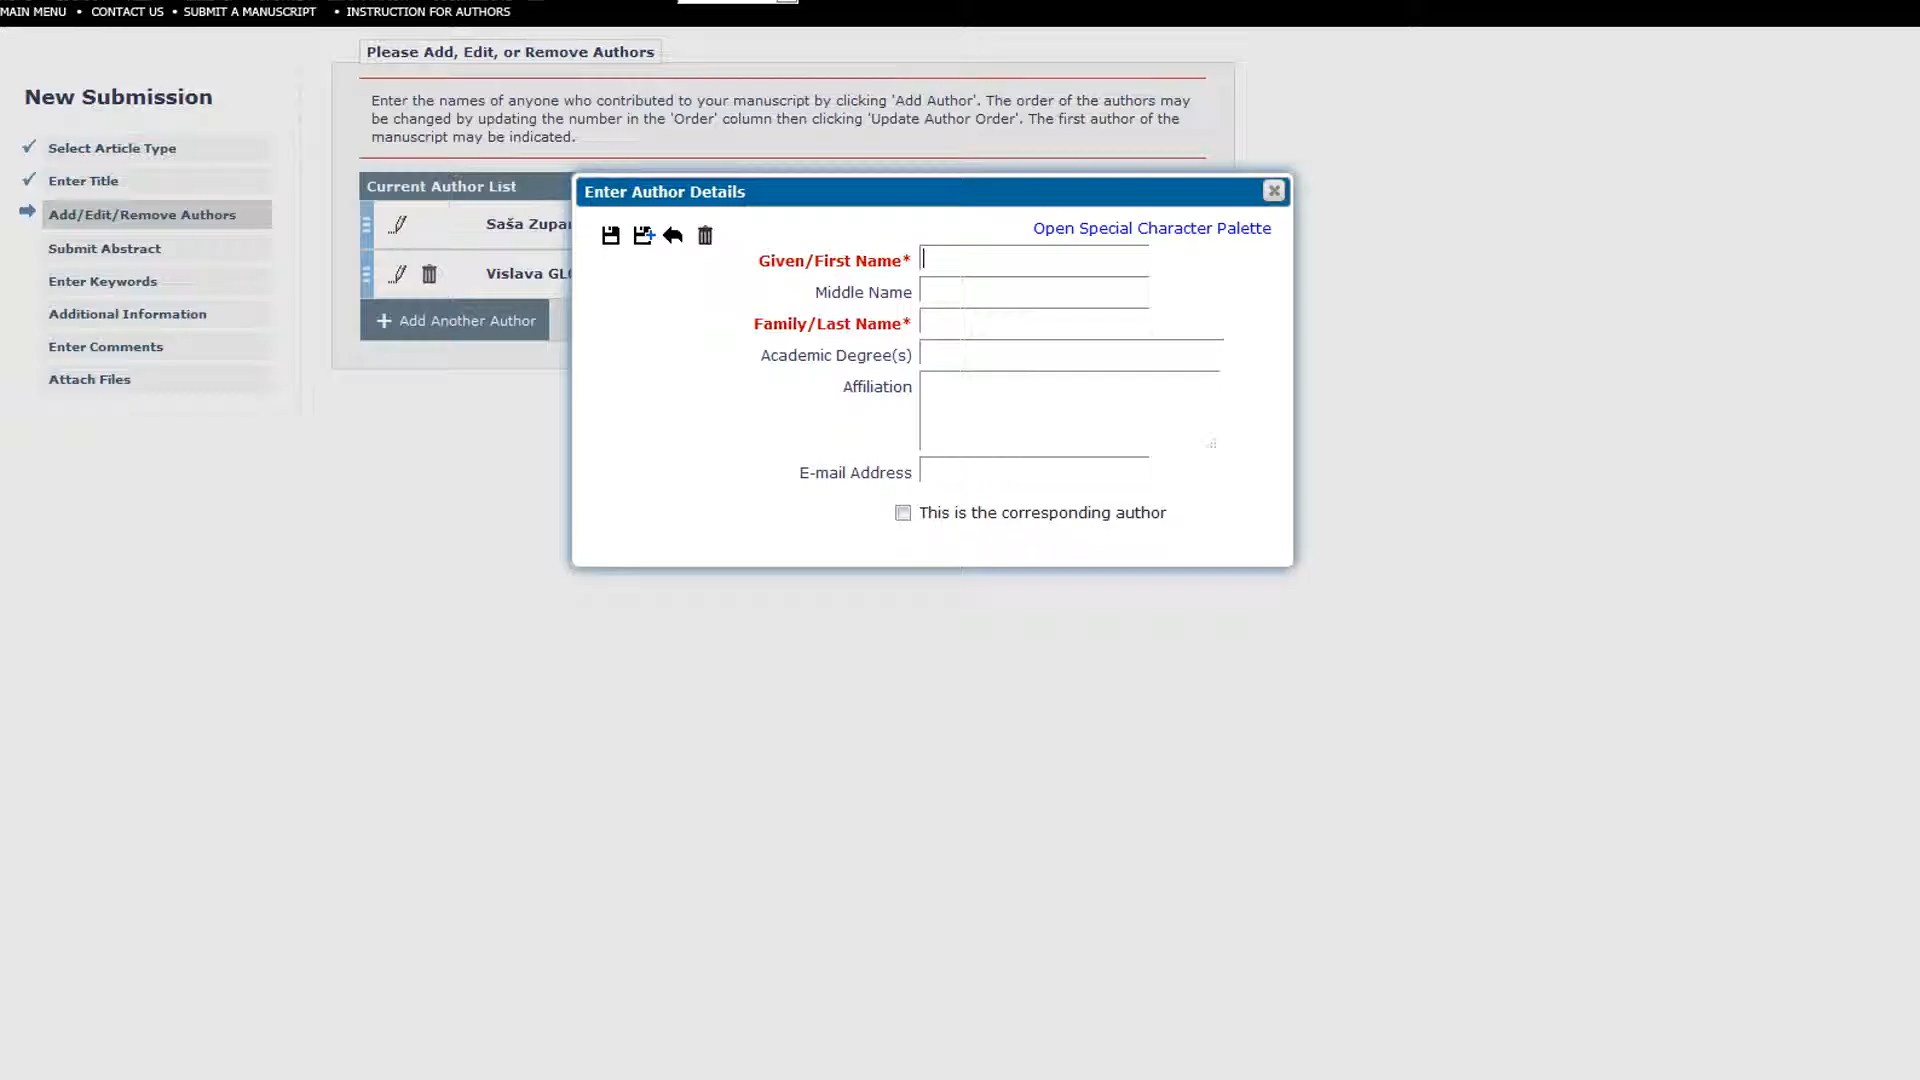 MAIN MENU • CONTACT US • SUBMIT A MANUSCRIPT • INSTRUCTION FOR AUTHORS
Please Add, Edit, or Remove Authors
New Submission
Select Article Type
Enter Title
Add/Edit/Remove Authors
Submit Abstract
Enter Keywords
Additional Information
Enter Comments
Attach Files
Enter the names of anyone who contributed to your manuscript by clicking 'Add Author'. The order of the authors may
be changed by updating the number in the 'Order' column then clicking 'Update Author Order'. The first author of the
manuscript may be indicated.
Current Author List
Saša Zupan
Vislava GLO
+ Add Another Author
Enter Author Details
Open Special Character Palette
Given/First Name*
Middle Name
Family/Last Name*
Academic Degree(s)
Affiliation
E-mail Address
This is the corresponding author